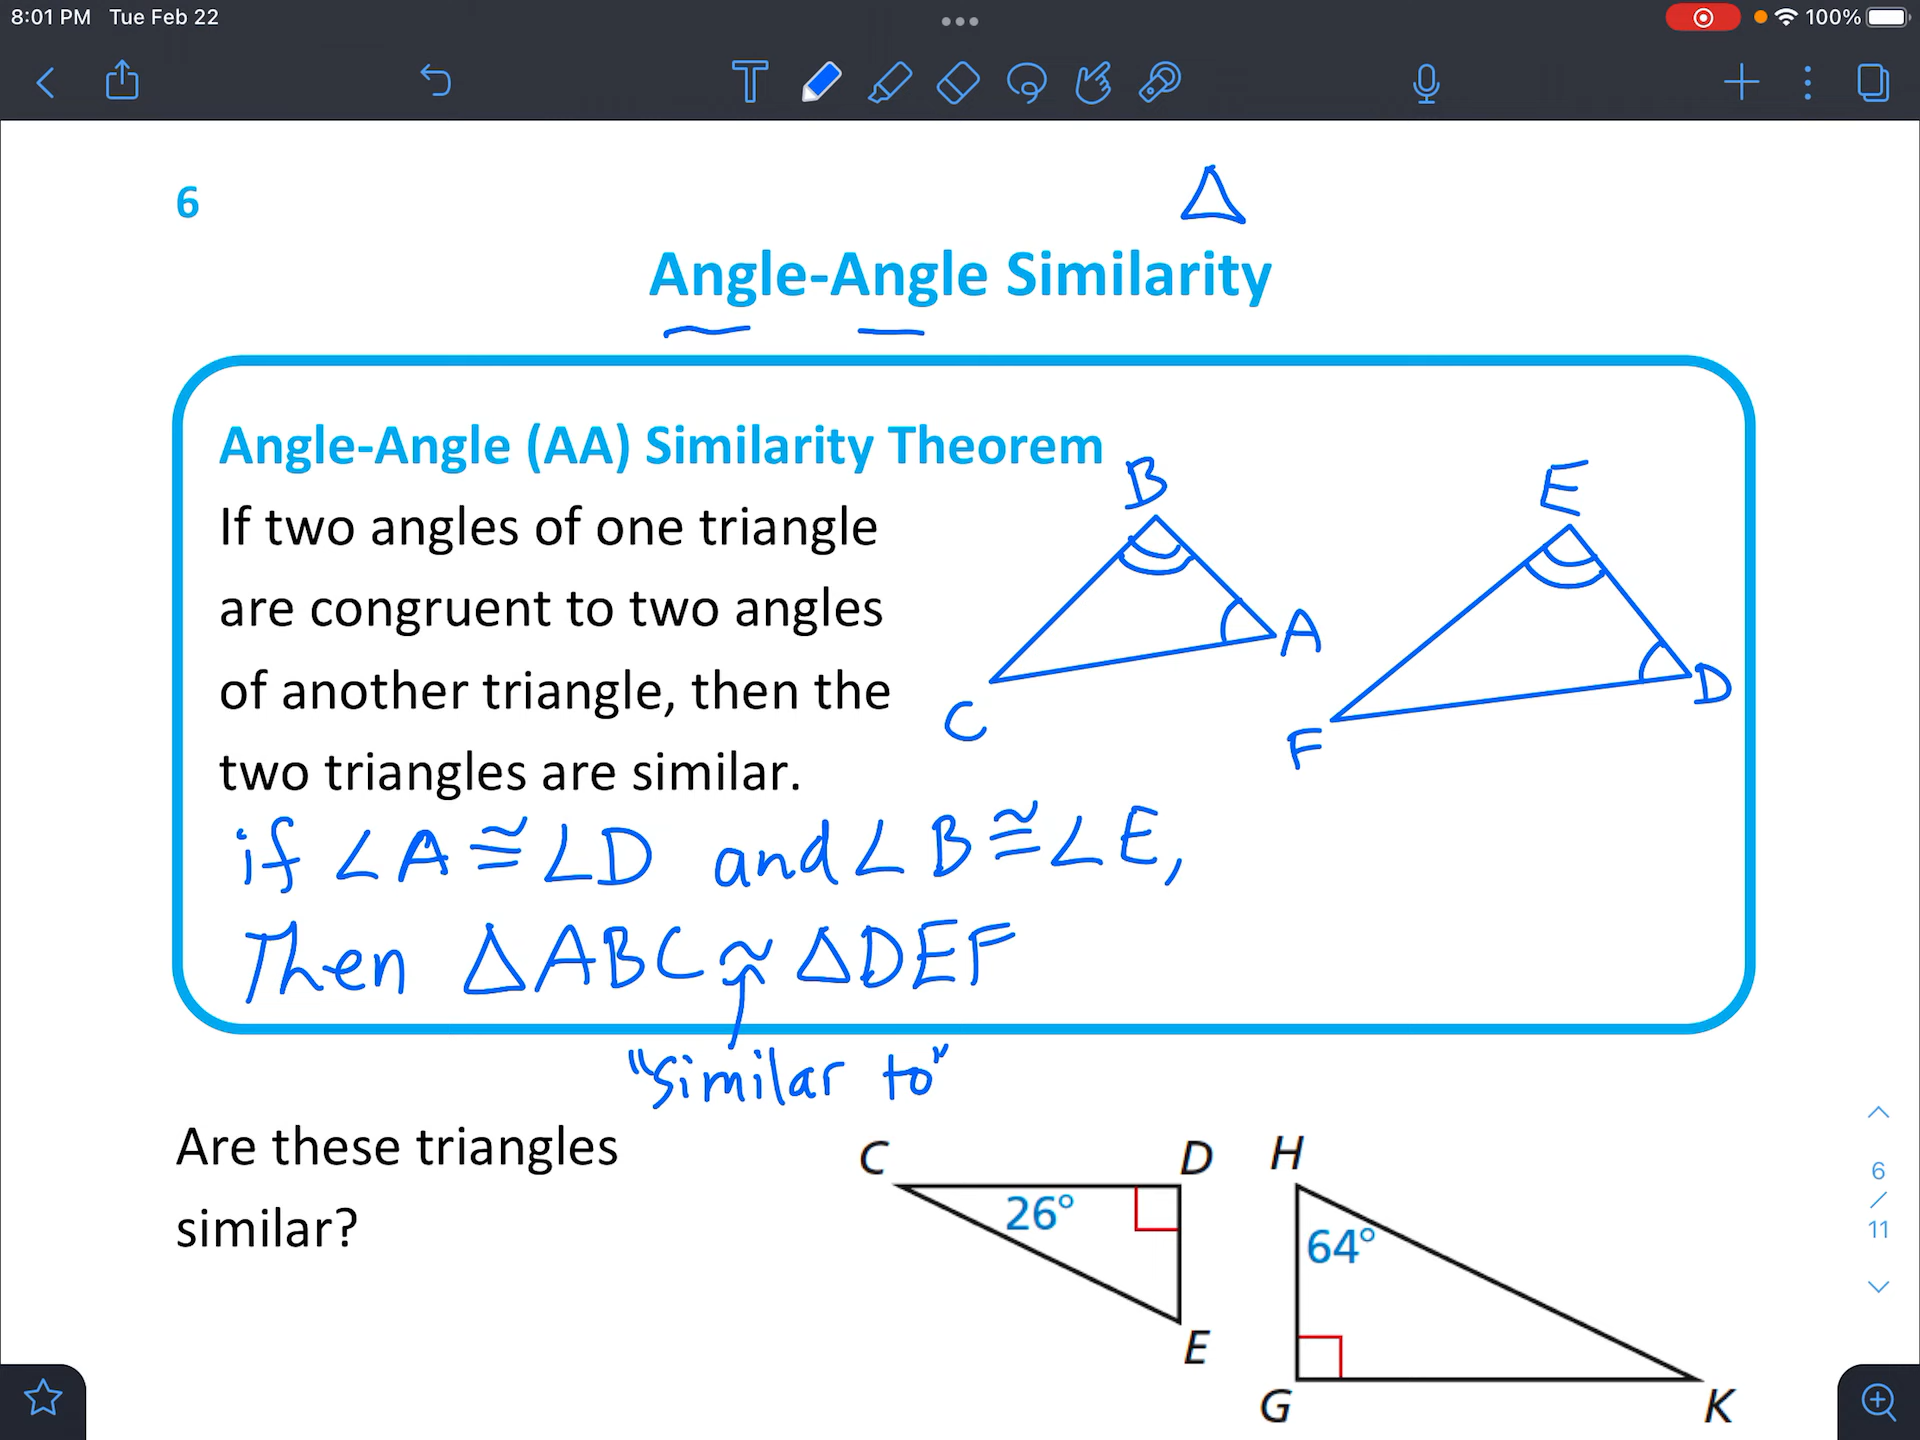 8:01 PM Tue Feb 22
100%
6
Δ
Angle-Angle Similarity
Angle-Angle (AA) Similarity Theorem
If two angles of one triangle
are congruent to two angles
of another triangle, then the
two triangles are similar.
B
A
C
E
D
F
if ∠A ≅ ∠D and ∠B ≅ ∠E,
Then ΔABC ~ ΔDEF
"Similar to"
Are these triangles
similar?
C
D
26°
E
H
64°
G
K
6
/
11